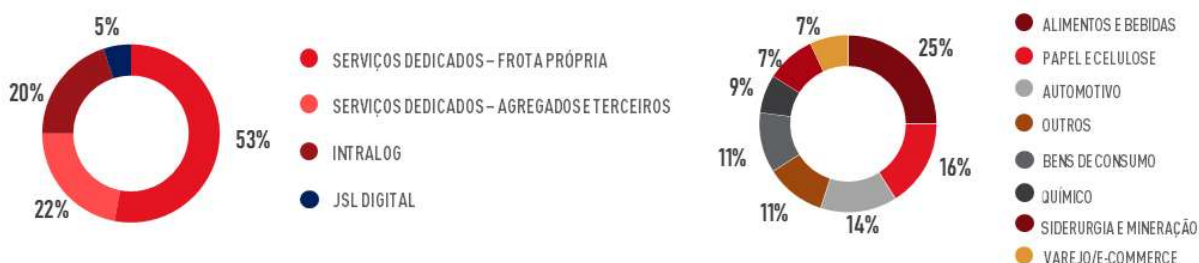 5%
20%
53%
22%
SERVIÇOS DEDICADOS – FROTA PRÓPRIA
SERVIÇOS DEDICADOS – AGREGADOS E TERCEIROS
INTRALOG
JSL DIGITAL
7%
25%
7%
9%
11%
16%
11%
14%
ALIMENTOS E BEBIDAS
PAPEL E CELULOSE
AUTOMOTIVO
OUTROS
BENS DE CONSUMO
QUÍMICO
SIDERURGIA E MINERAÇÃO
VAREJO/E-COMMERCE